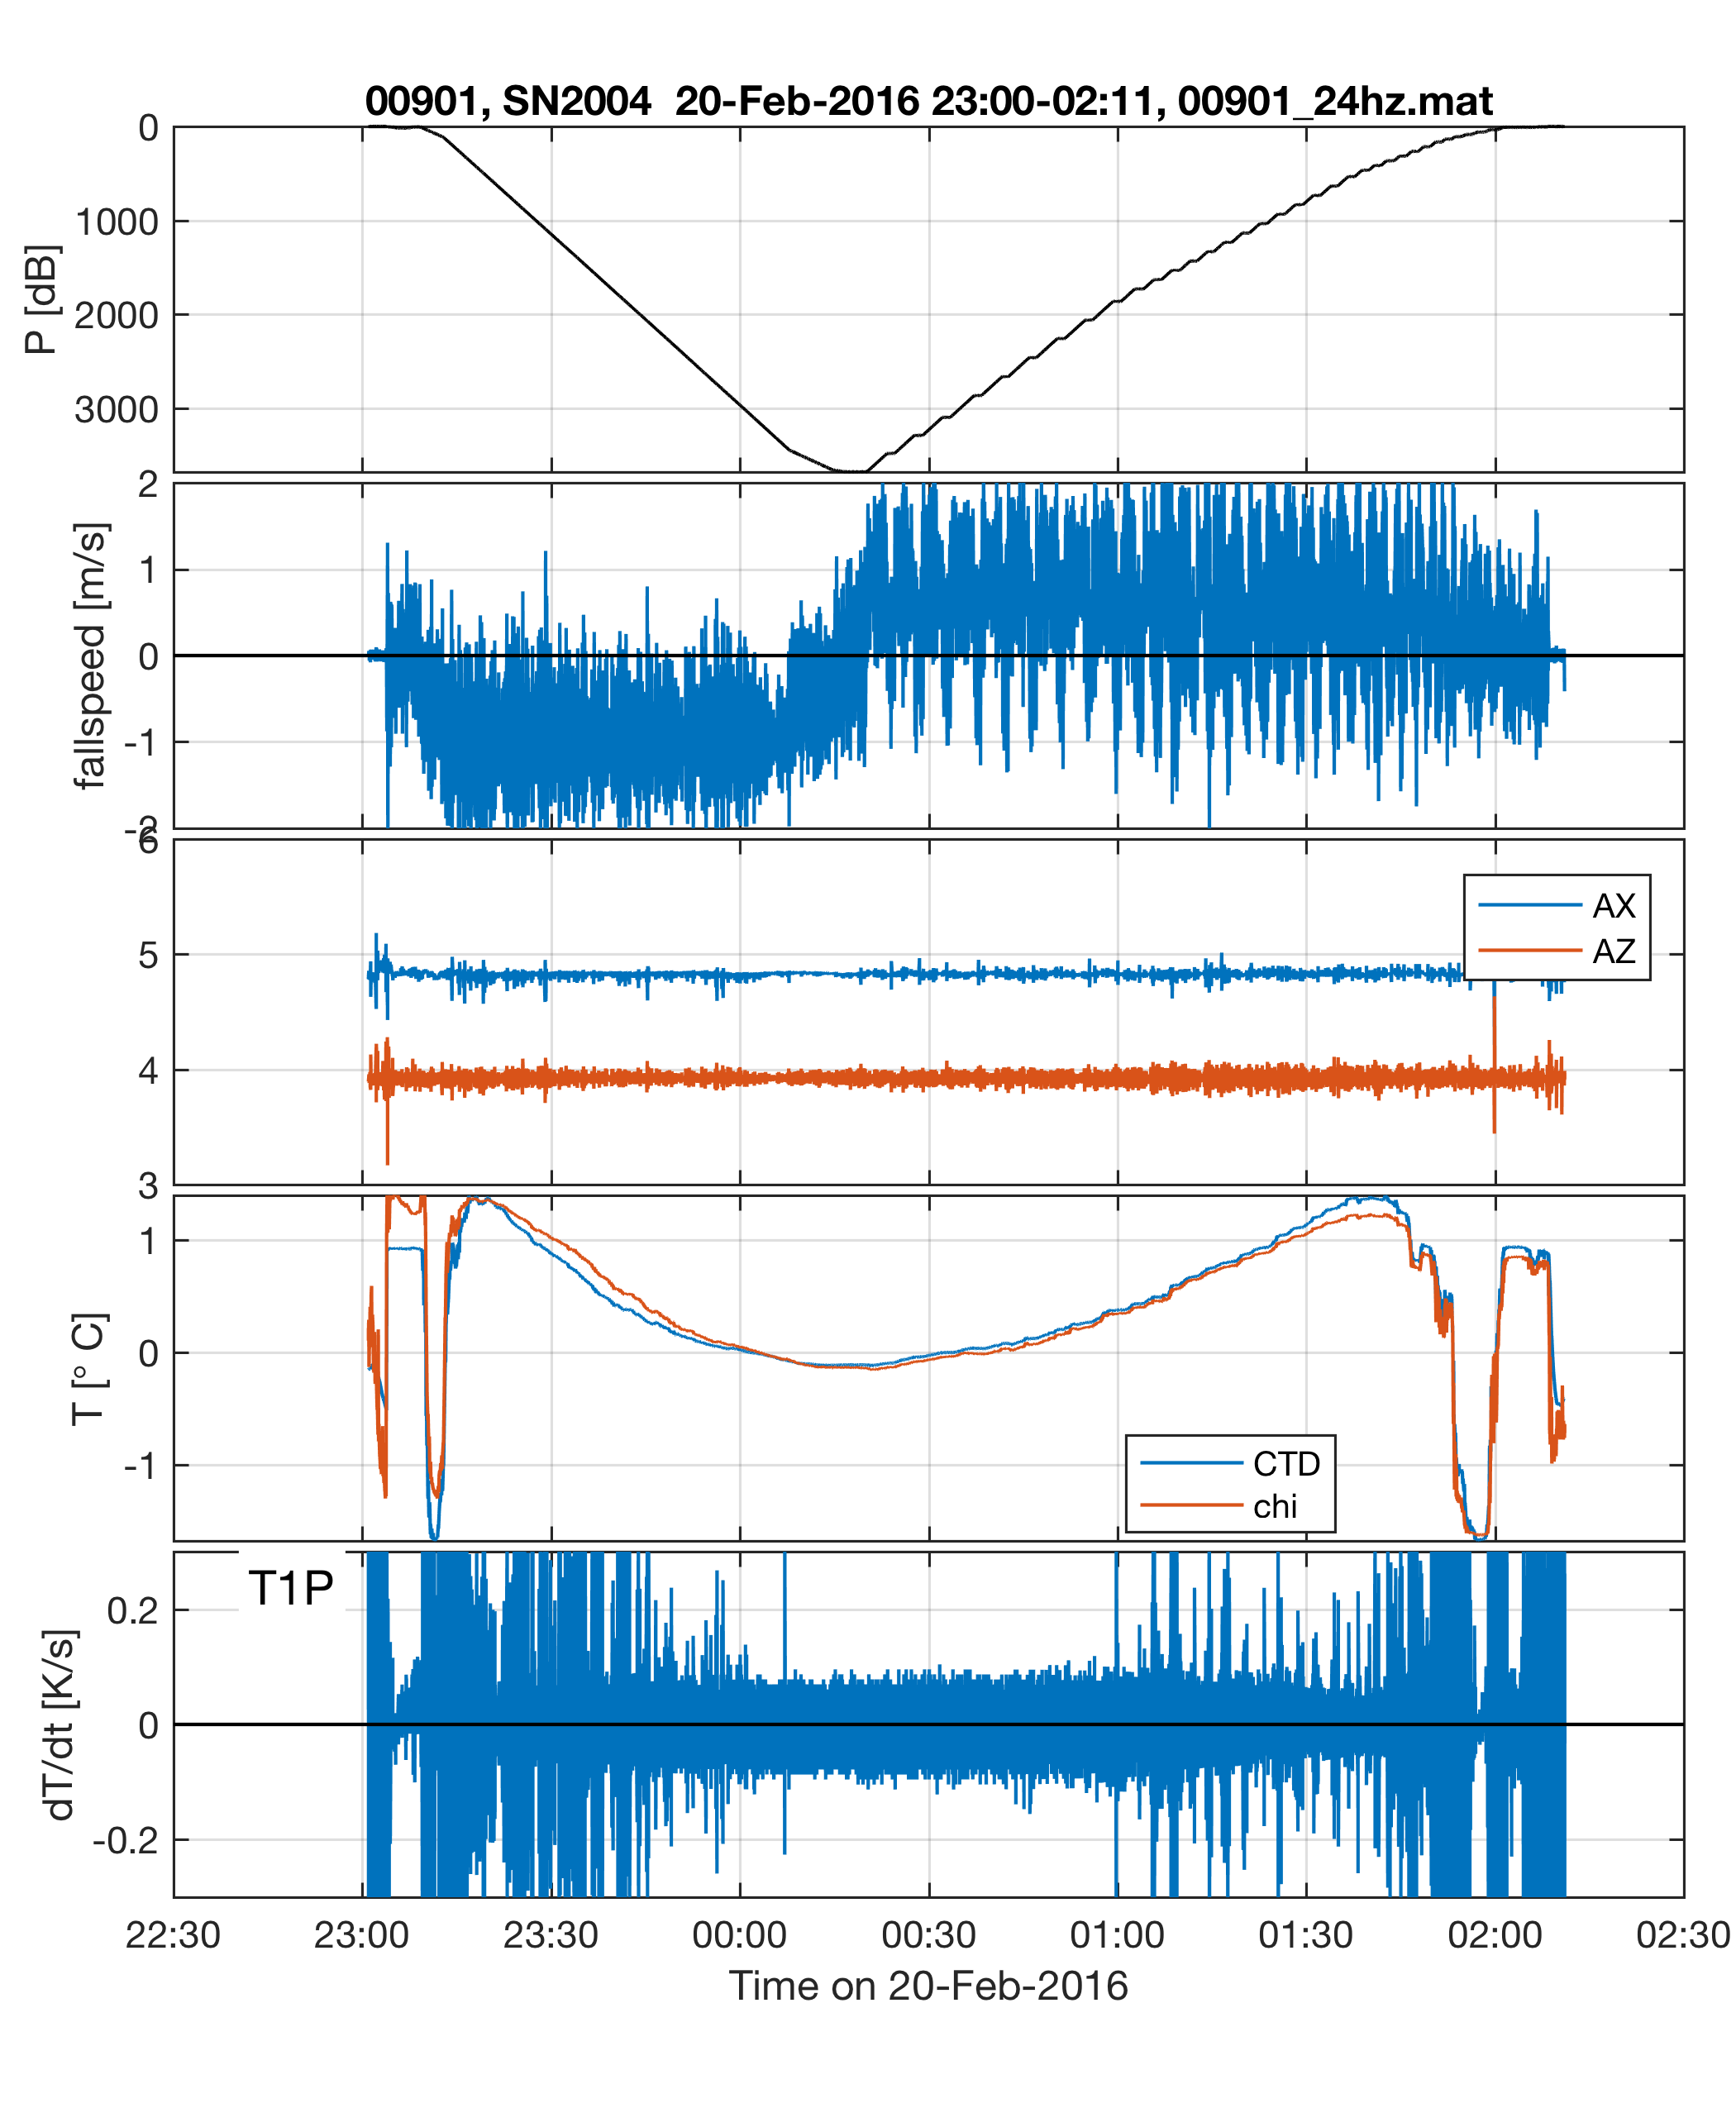 00901, SN2004  20-Feb-2016 23:00-02:11, 00901_24hz.mat
0
1000
2000
3000
P [dB]
2
1
0
-1
-2
fallspeed [m/s]
6
5
4
3
AX
AZ
3
1
0
-1
T [° C]
CTD
chi
T1P
0.2
0
-0.2
dT/dt [K/s]
22:30 23:00 23:30 00:00 00:30 01:00 01:30 02:00 02:30
Time on 20-Feb-2016